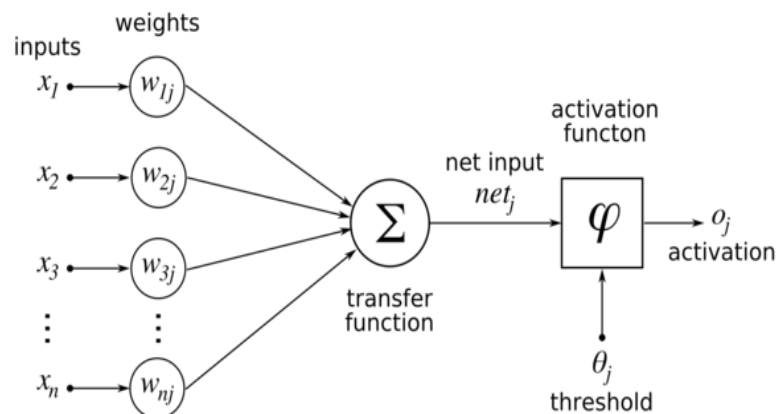 weights
inputs
x1
w1j
activation
functon
x2
w2j
net input
netj
Σ
φ
oj
activation
x3
w3j
transfer
function
θj
threshold
⋮
⋮
xn
wnj